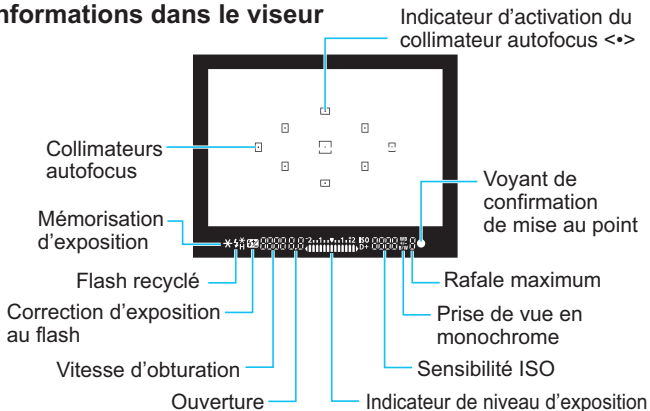 nformations dans le viseur
Indicateur d’activation du
collimateur autofocus <•>
Collimateurs
autofocus
Voyant de
confirmation
de mise au point
Mémorisation
d’exposition
Flash recyclé
Rafale maximum
Correction d’exposition
au flash
Prise de vue en
monochrome
Vitesse d’obturation
Sensibilité ISO
Ouverture
Indicateur de niveau d’exposition